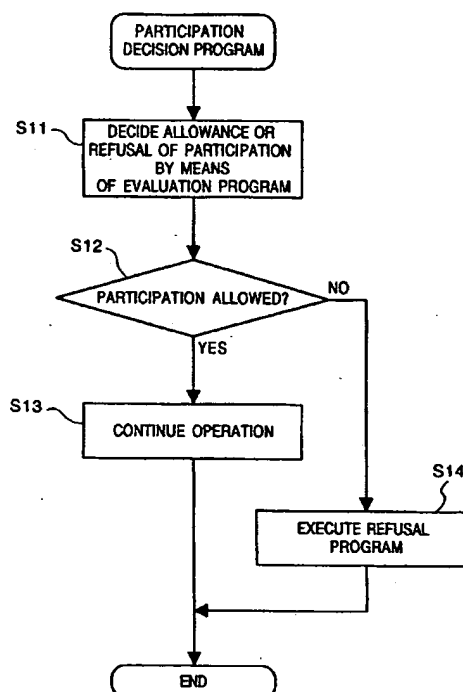 PARTICIPATION
DECISION PROGRAM
S11
DECIDE ALLOWANCE OR
REFUSAL OF PARTICIPATION
BY MEANS
OF EVALUATION PROGRAM
S12
PARTICIPATION ALLOWED?
NO
YES
S13
CONTINUE OPERATION
S14
EXECUTE REFUSAL
PROGRAM
END